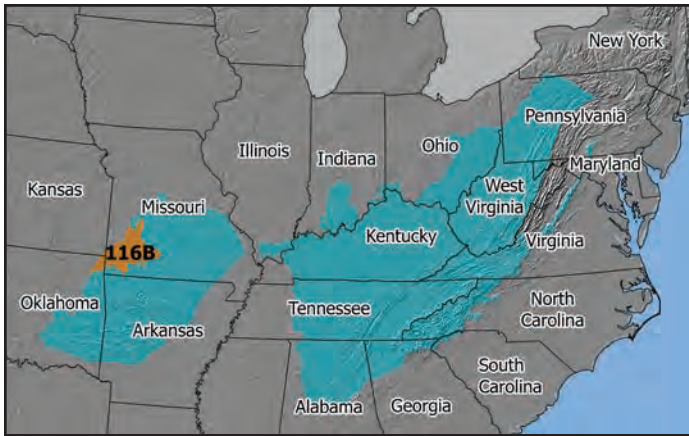 New York
Pennsylvania
Ohio
Illinois
Indiana
Maryland
Kansas
Missouri
West
Virginia
Virginia
Kentucky
116B
Oklahoma
Tennessee
North
Carolina
Arkansas
South
Carolina
Alabama
Georgia